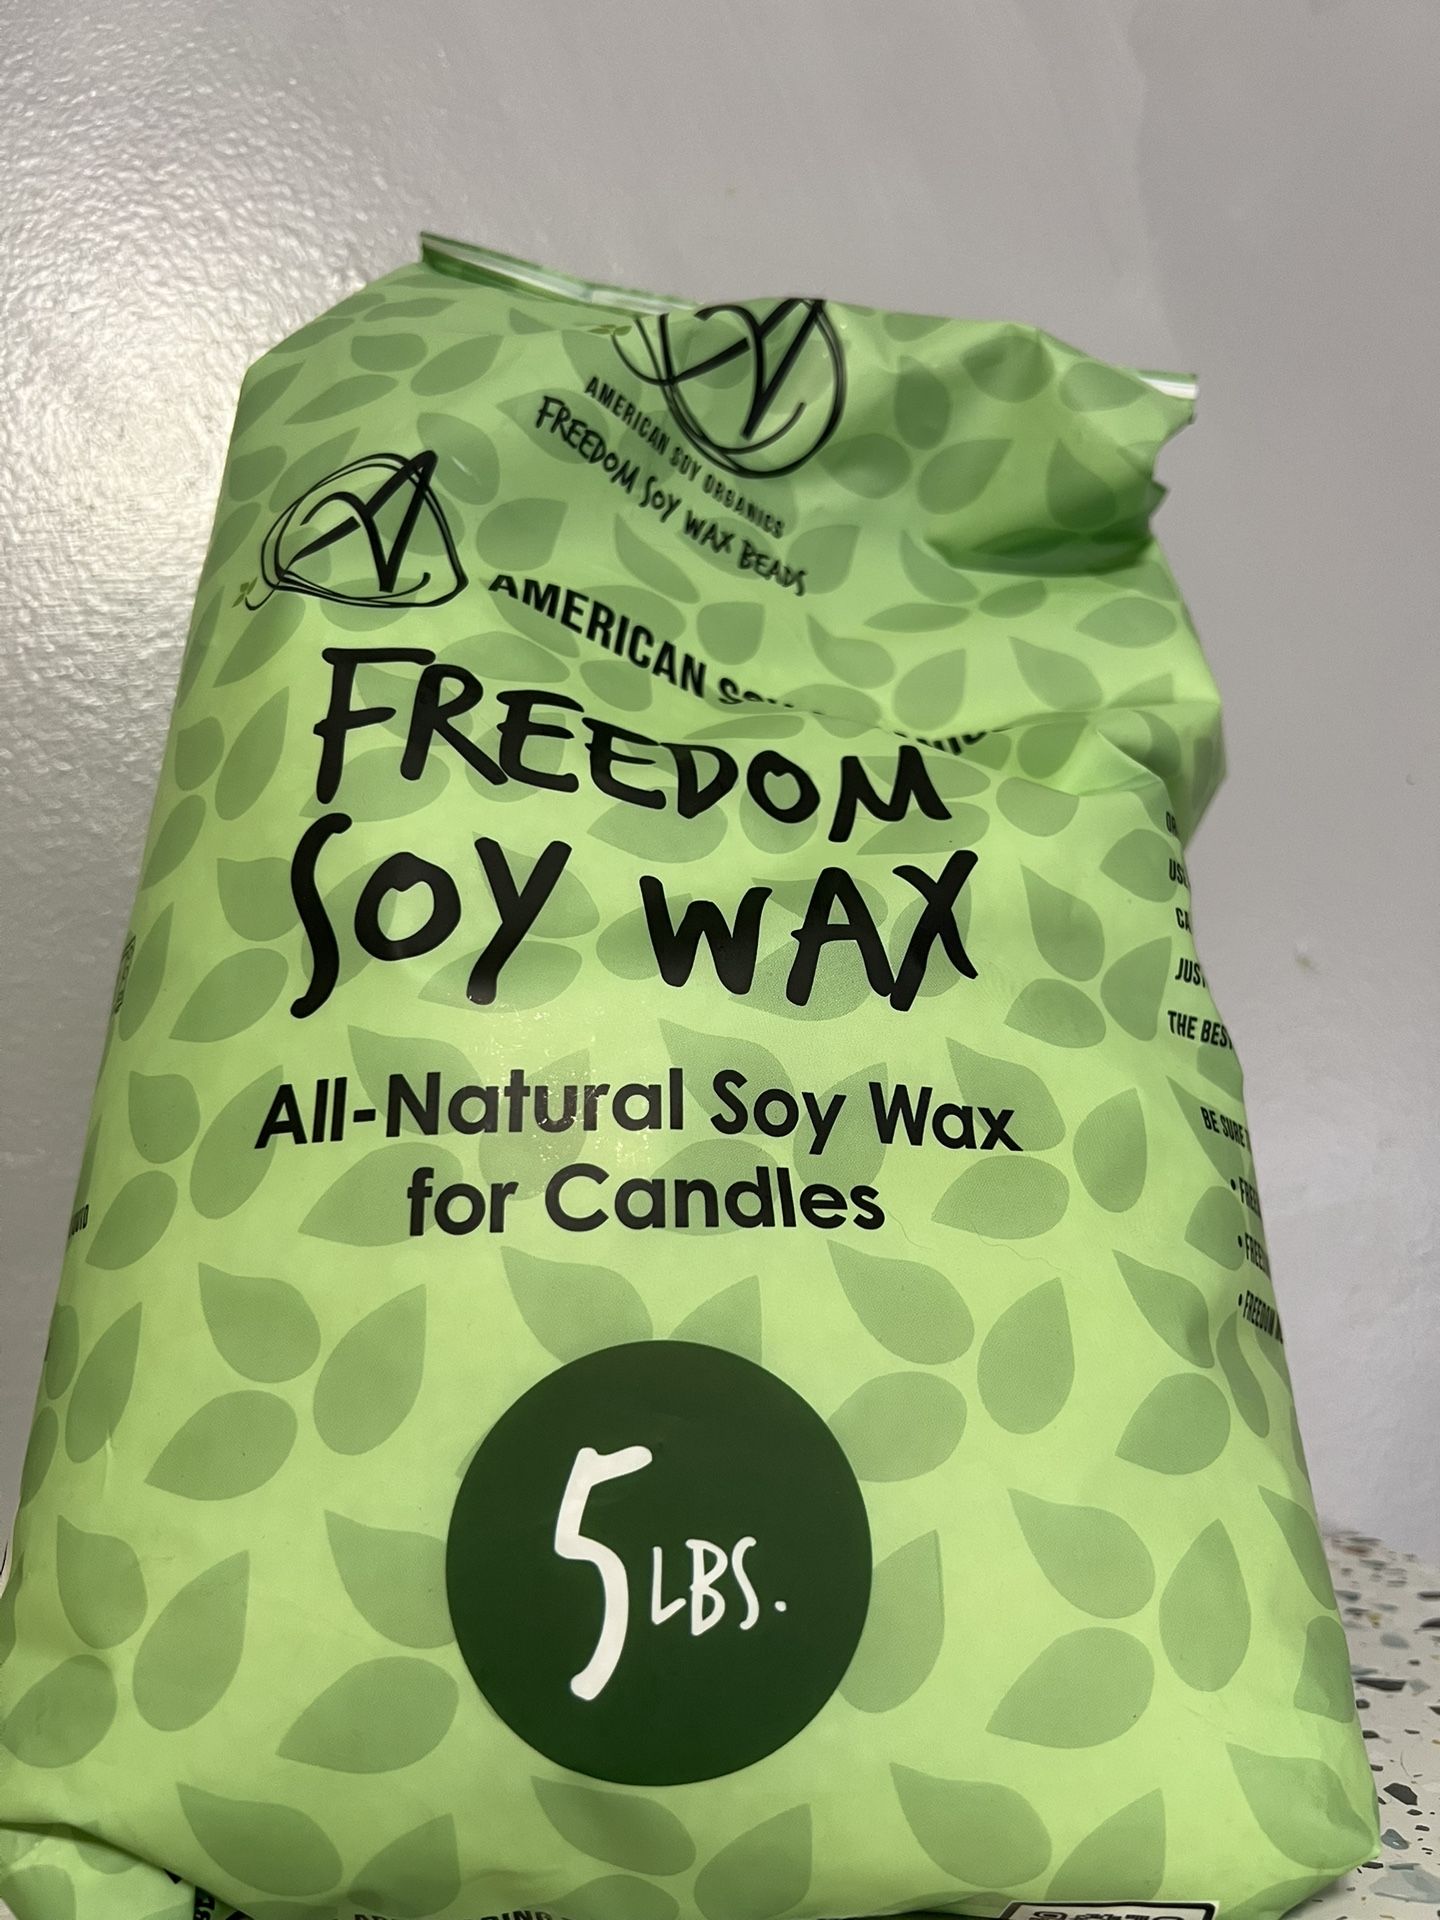 AMERICAN SOY ORGANICS
FREEDOM SOY WAX BEADS
AMERICAN
FREEDOM
SOY WAX
All-Natural Soy Wax
for Candles
5 LBS.
THE BEST
BE SURE